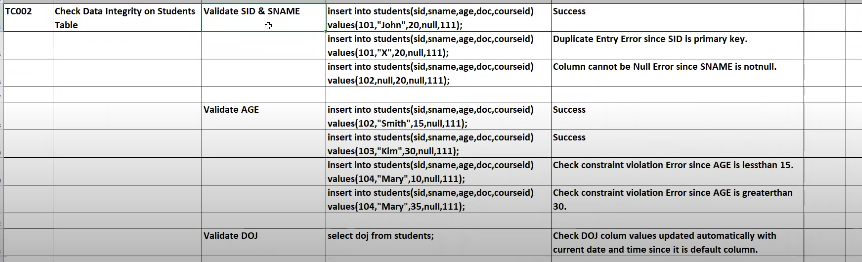 TC002 Check Data Integrity on Students Table Validate SID & SNAME insert into students(sid,sname,age,doc,courseid) values(101,"John",20,null,111); Success
insert into students(sid,sname,age,doc,courseid) values(101,"X",20,null,111); Duplicate Entry Error since SID is primary key.
insert into students(sid,sname,age,doc,courseid) values(102,null,20,null,111); Column cannot be Null Error since SNAME is notnull.
Validate AGE insert into students(sid,sname,age,doc,courseid) values(102,"Smith",15,null,111); Success
insert into students(sid,sname,age,doc,courseid) values(103,"Kim",30,null,111); Success
insert into students(sid,sname,age,doc,courseid) values(104,"Mary",10,null,111); Check constraint violation Error since AGE is lessthan 15.
insert into students(sid,sname,age,doc,courseid) values(104,"Mary",35,null,111); Check constraint violation Error since AGE is greaterthan 30.
Validate DOJ select doj from students; Check DOJ colum values updated automatically with current date and time since it is default column.